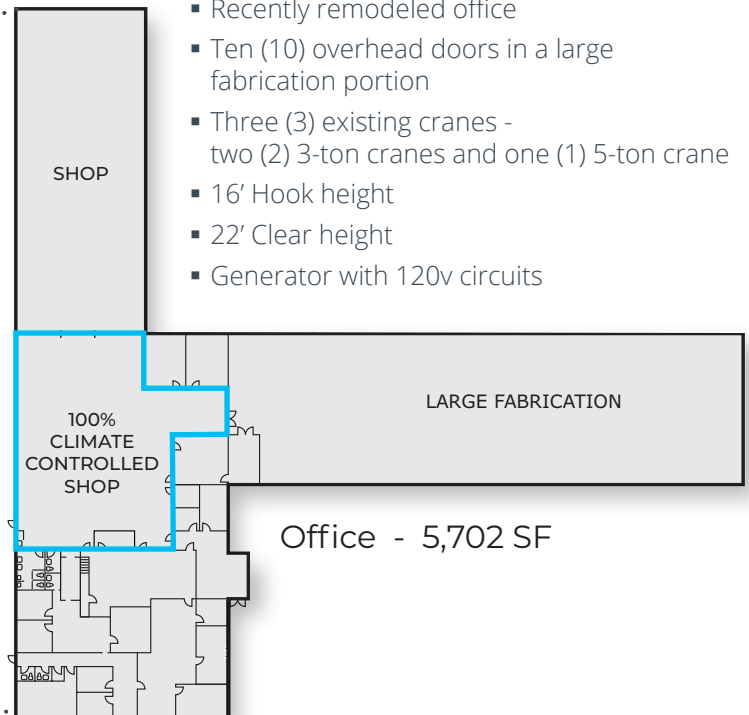 ▪ Recently remodeled office
▪ Ten (10) overhead doors in a large
fabrication portion
▪ Three (3) existing cranes -
two (2) 3-ton cranes and one (1) 5-ton crane
▪ 16’ Hook height
▪ 22’ Clear height
▪ Generator with 120v circuits
SHOP
LARGE FABRICATION
100%
CLIMATE
CONTROLLED
SHOP
Office - 5,702 SF